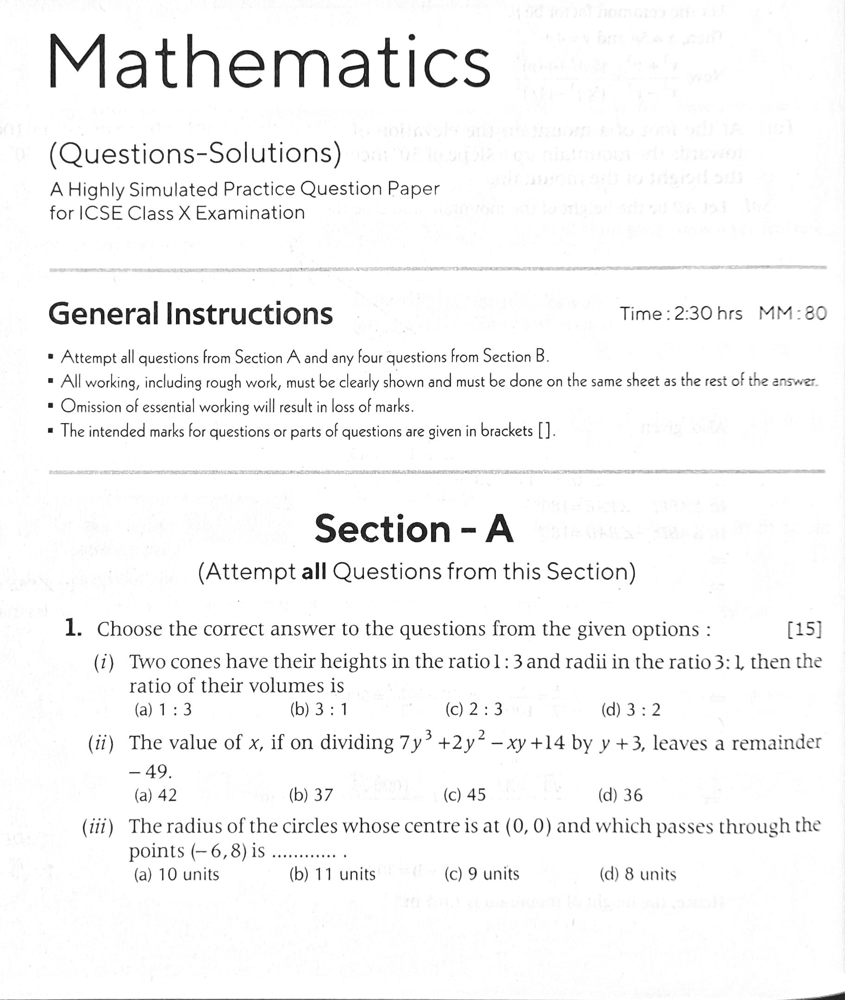 Mathematics
(Questions-Solutions)
A Highly Simulated Practice Question Paper
for ICSE Class X Examination
General Instructions Time : 2:30 hrs MM : 80
▪ Attempt all questions from Section A and any four questions from Section B.
▪ All working, including rough work, must be clearly shown and must be done on the same sheet as the rest of the answer.
▪ Omission of essential working will result in loss of marks.
▪ The intended marks for questions or parts of questions are given in brackets [].
Section - A
(Attempt all Questions from this Section)
1. Choose the correct answer to the questions from the given options : [15]
(i) Two cones have their heights in the ratio 1 : 3 and radii in the ratio 3 : 1, then the
ratio of their volumes is
(a) 1 : 3 (b) 3 : 1 (c) 2 : 3 (d) 3 : 2
(ii) The value of x, if on dividing 7y³ + 2y² – xy + 14 by y + 3, leaves a remainder
– 49.
(a) 42 (b) 37 (c) 45 (d) 36
(iii) The radius of the circles whose centre is at (0, 0) and which passes through the
points (– 6, 8) is ............ .
(a) 10 units (b) 11 units (c) 9 units (d) 8 units